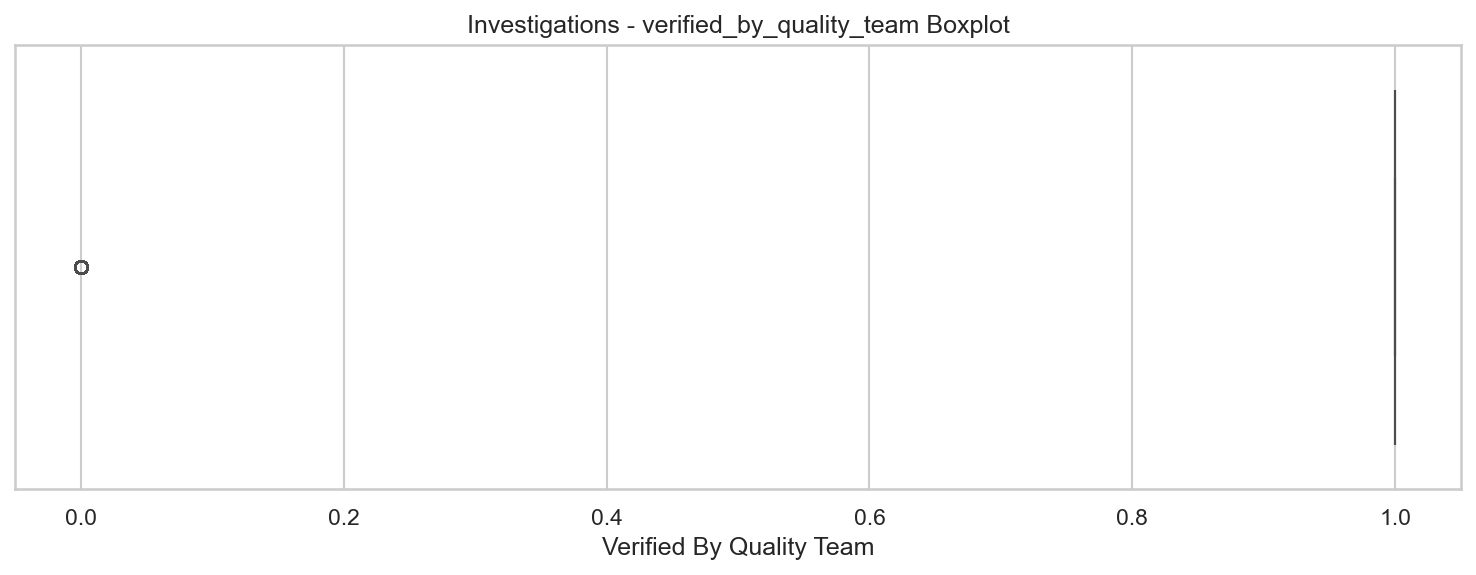 Investigations - verified_by_quality_team Boxplot
0.0 0.2 0.4 0.6 0.8 1.0
Verified By Quality Team